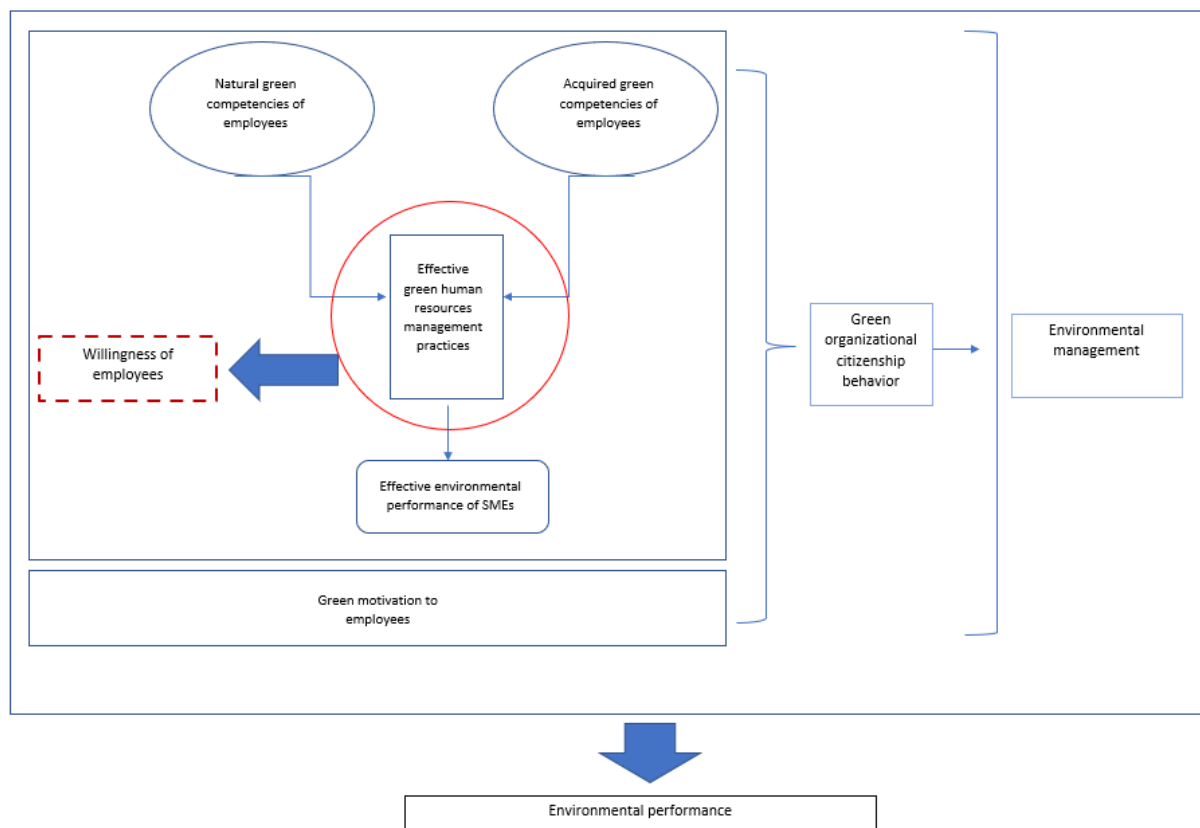 Natural green
competencies of
employees
Acquired green
competencies of
employees
Effective
green human
resources
management
practices
Willingness of
employees
Green
organizational
citizenship
behavior
Environmental
management
Effective environmental
performance of SMEs
Green motivation to
employees
Environmental performance